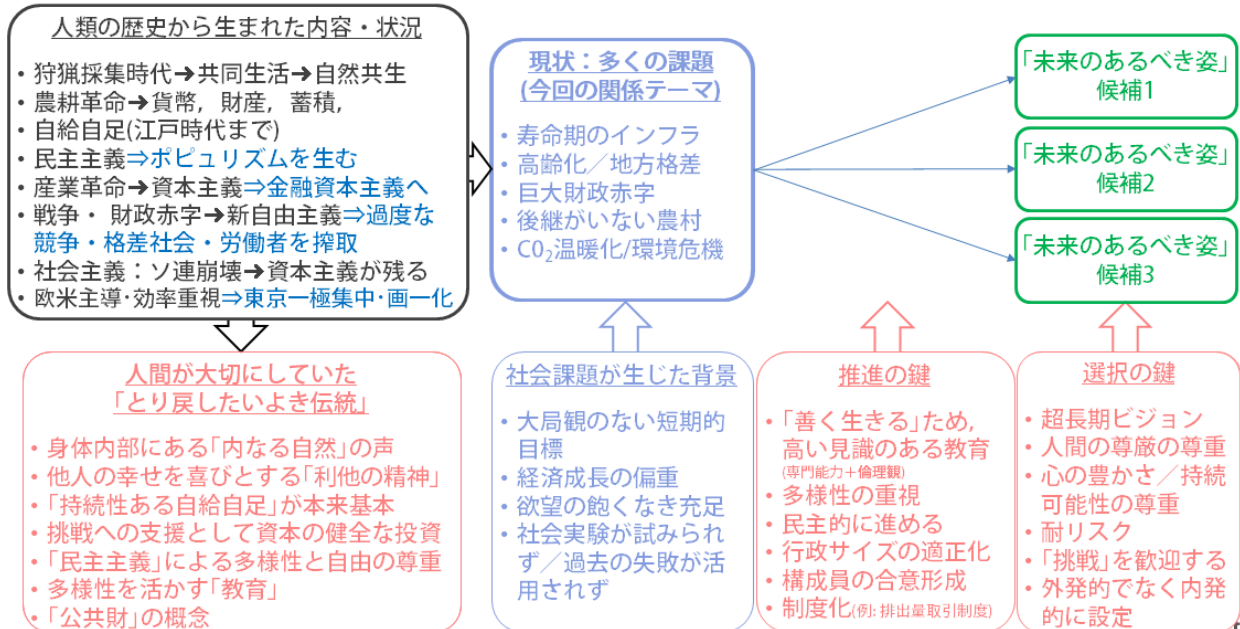 人類の歴史から生まれた内容・状況
• 狩猟採集時代➔共同生活➔自然共生
• 農耕革命➔貨幣，財産，蓄積，
• 自給自足(江戸時代まで)
• 民主主義⇒ポピュリズムを生む
• 産業革命➔資本主義⇒金融資本主義へ
• 戦争・ 財政赤字➔新自由主義⇒過度な
競争・格差社会・労働者を搾取
• 社会主義：ソ連崩壊➔資本主義が残る
• 欧米主導･効率重視⇒東京一極集中･画一化
現状：多くの課題
(今回の関係テーマ)
• 寿命期のインフラ
• 高齢化／地方格差
• 巨大財政赤字
• 後継がいない農村
• C0₂温暖化/環境危機
「未来のあるべき姿」
候補1
「未来のあるべき姿」
候補2
「未来のあるべき姿」
候補3
人間が大切にしていた
「とり戻したいよき伝統」
• 身体内部にある「内なる自然」の声
• 他人の幸せを喜びとする「利他の精神」
• 「持続性ある自給自足」が本来基本
• 挑戦への支援として資本の健全な投資
• 「民主主義」による多様性と自由の尊重
• 多様性を活かす「教育」
• 「公共財」の概念
社会課題が生じた背景
• 大局観のない短期的
目標
• 経済成長の偏重
• 欲望の飽くなき充足
• 社会実験が試みられ
ず／過去の失敗が活
用されず
推進の鍵
• 「善く生きる」ため，
高い見識のある教育
(専門能力＋倫理観)
• 多様性の重視
• 民主的に進める
• 行政サイズの適正化
• 構成員の合意形成
• 制度化(例: 排出量取引制度)
選択の鍵
• 超長期ビジョン
• 人間の尊厳の尊重
• 心の豊かさ／持続
可能性の尊重
• 耐リスク
• 「挑戦」を歓迎する
• 外発的でなく内発
的に設定